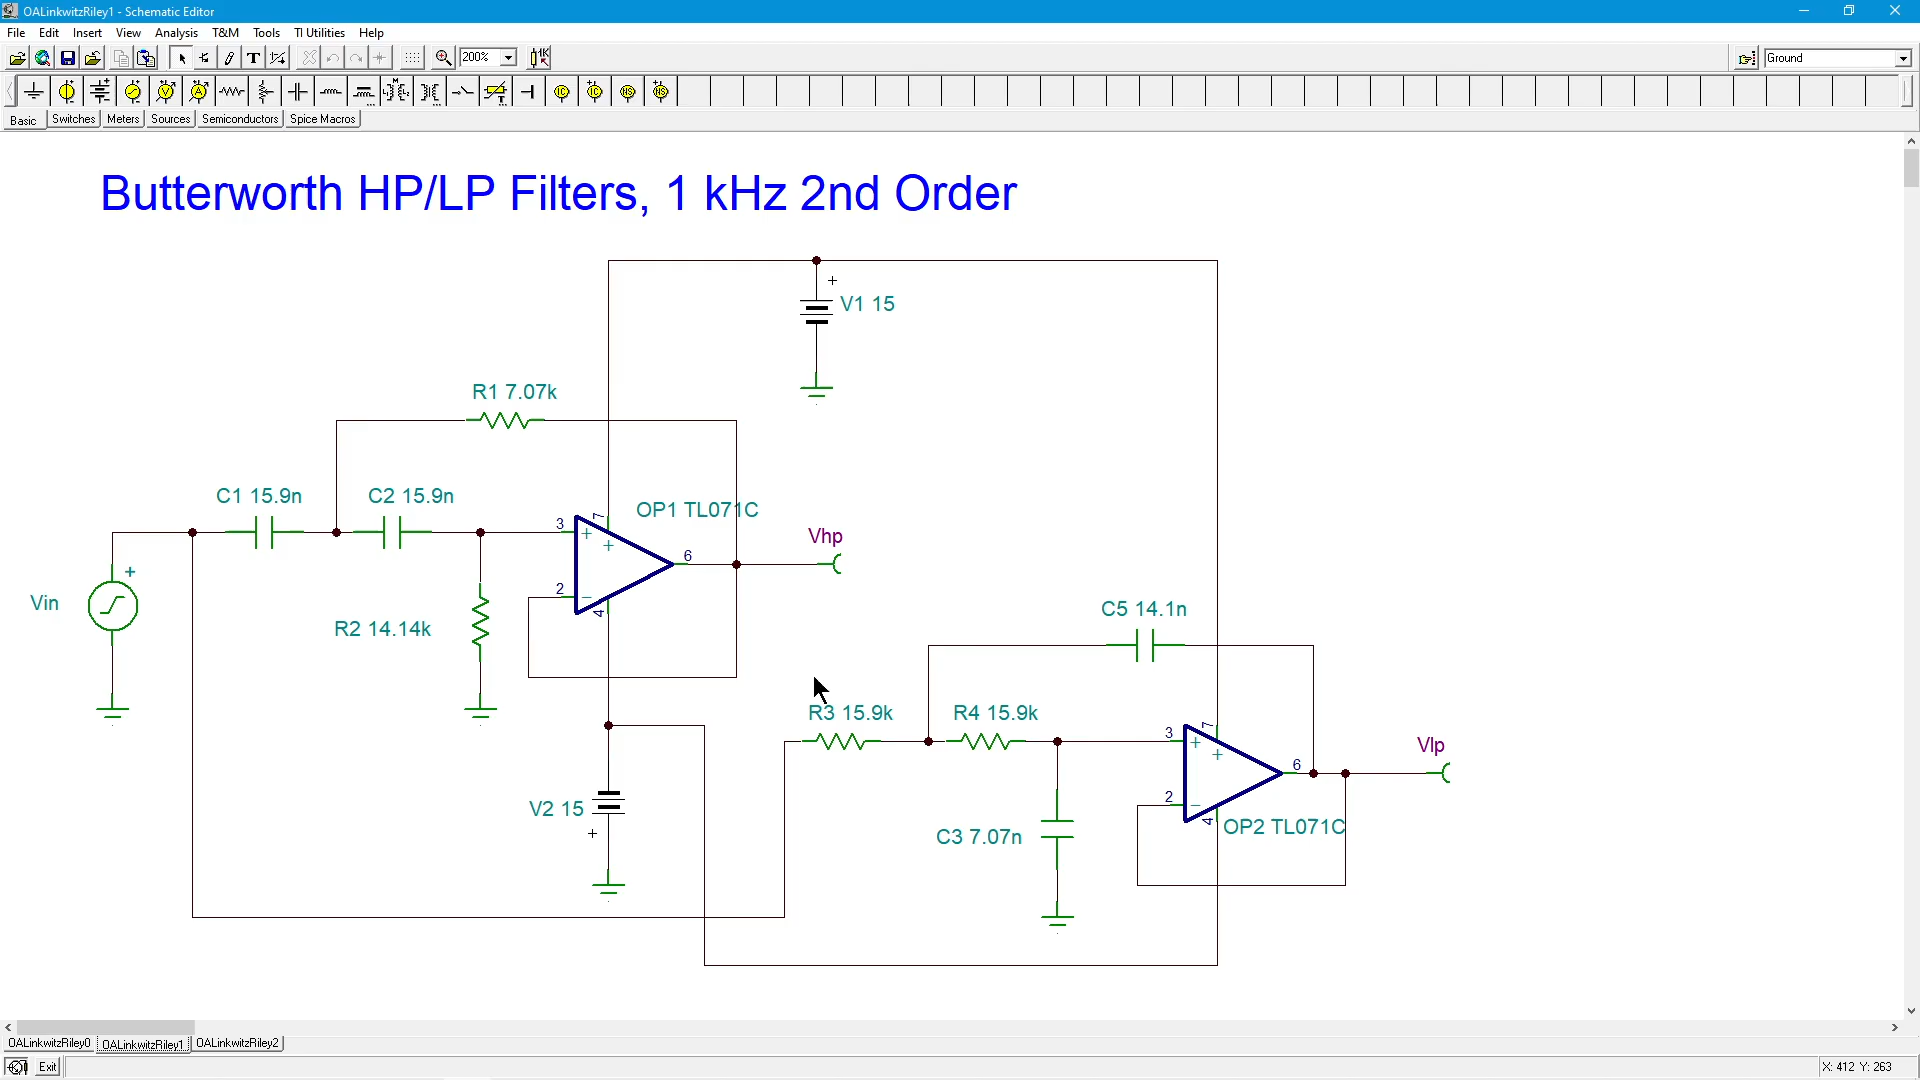 OALinkwitzRiley1 - Schematic Editor
File Edit Insert View Analysis T&M Tools TI Utilities Help
200%
Ground
Basic Switches Meters Sources Semiconductors Spice Macros
Butterworth HP/LP Filters, 1 kHz 2nd Order
+
V1 15
R1 7.07k
C1 15.9n
C2 15.9n
OP1 TL071C
Vhp
3
7
+
+
6
2
-
4
+
Vin
R2 14.14k
C5 14.1n
R3 15.9k
R4 15.9k
3
7
+
+
6
2
-
4
Vlp
V2 15
+
C3 7.07n
OP2 TL071C
OALinkwitzRiley0 OALinkwitzRiley1 OALinkwitzRiley2
Exit
X: 412 Y: 263